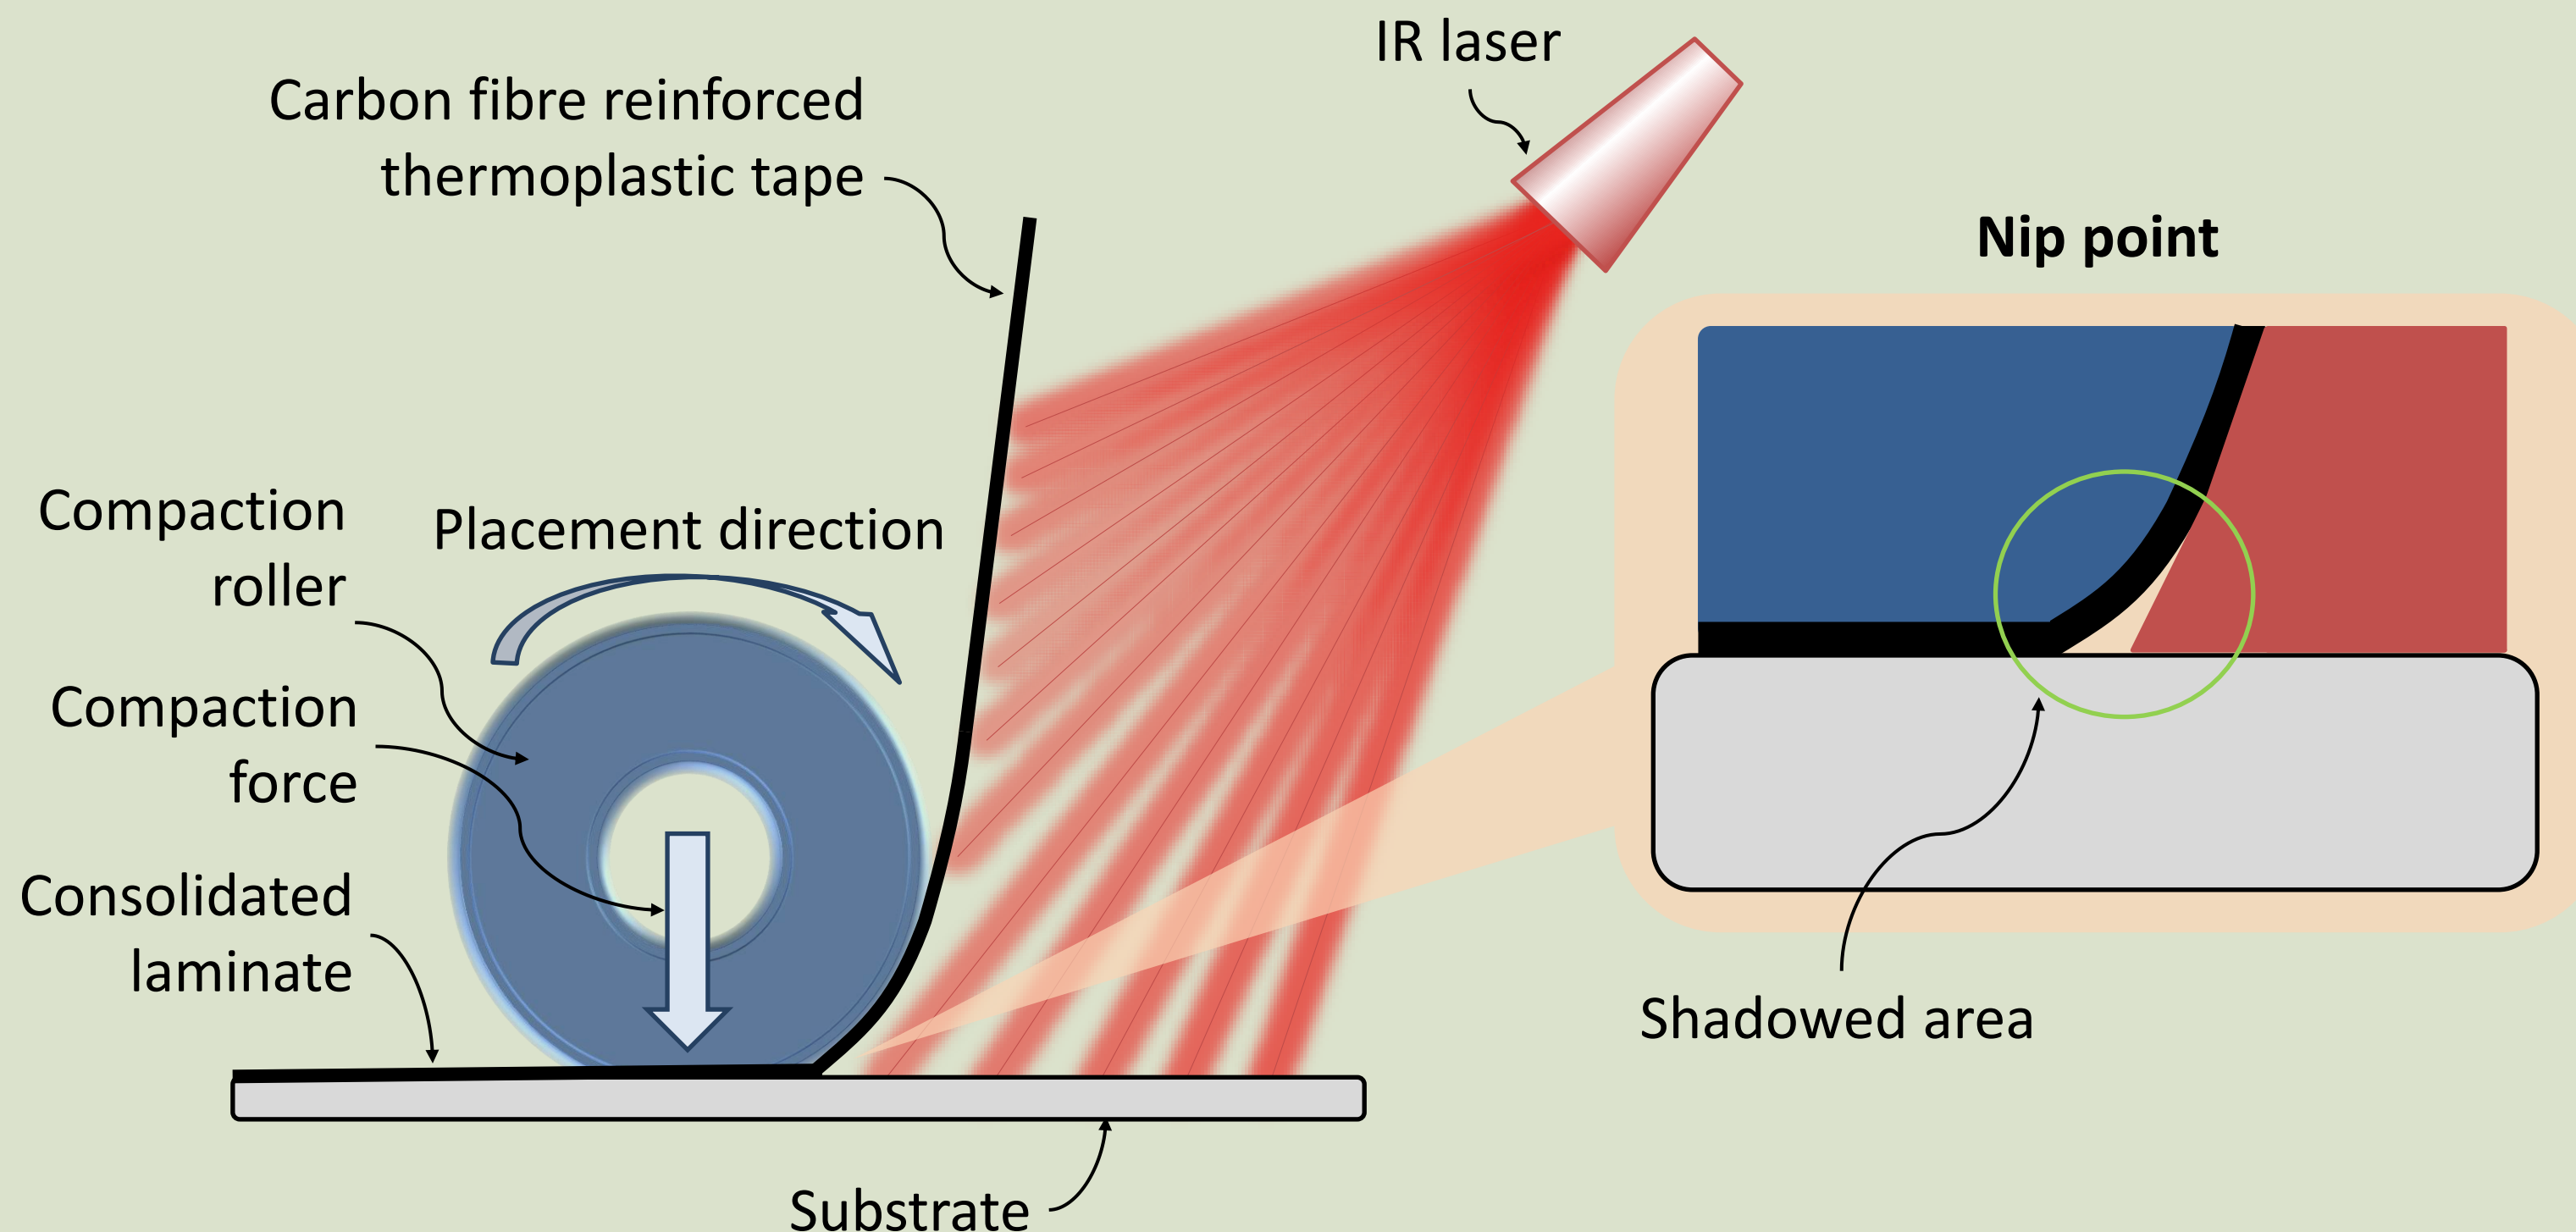 IR laser
Carbon fibre reinforced
thermoplastic tape
Nip point
Compaction
roller
Placement direction
Compaction
force
Consolidated
laminate
Shadowed area
Substrate